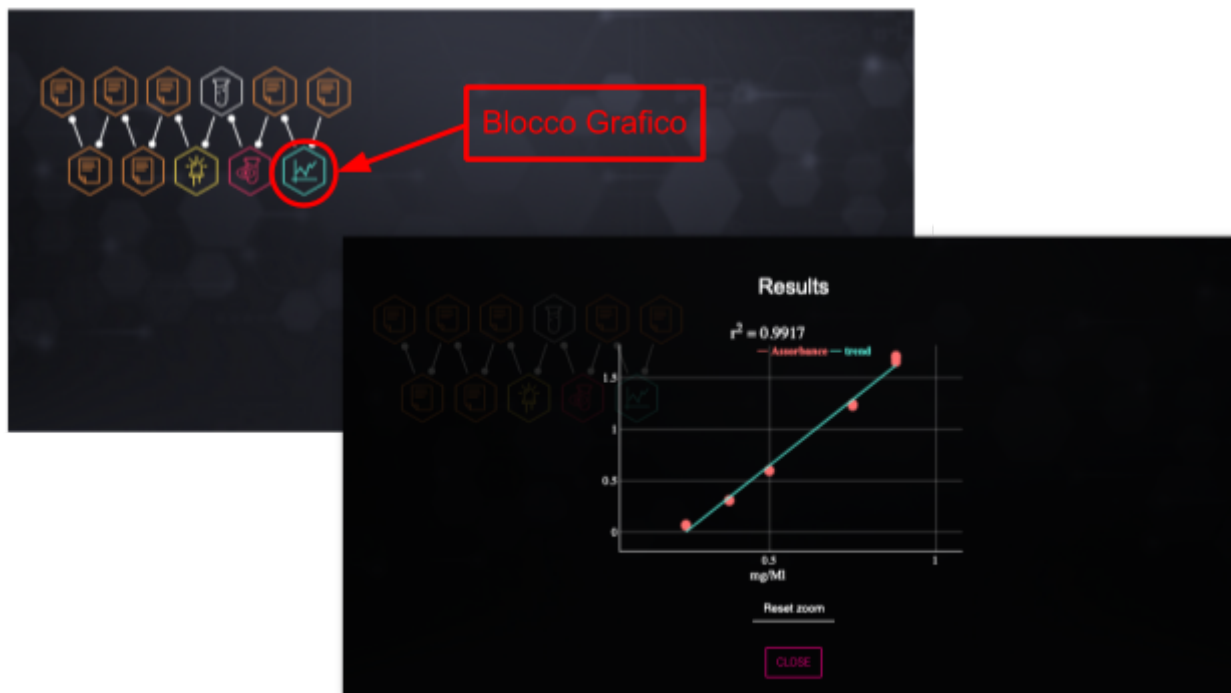 Blocco Grafico
Results
r² = 0.9917
Assorbance trend
1.5
1
0.5
0
0.5 1
mg/Ml
Reset zoom
CLOSE